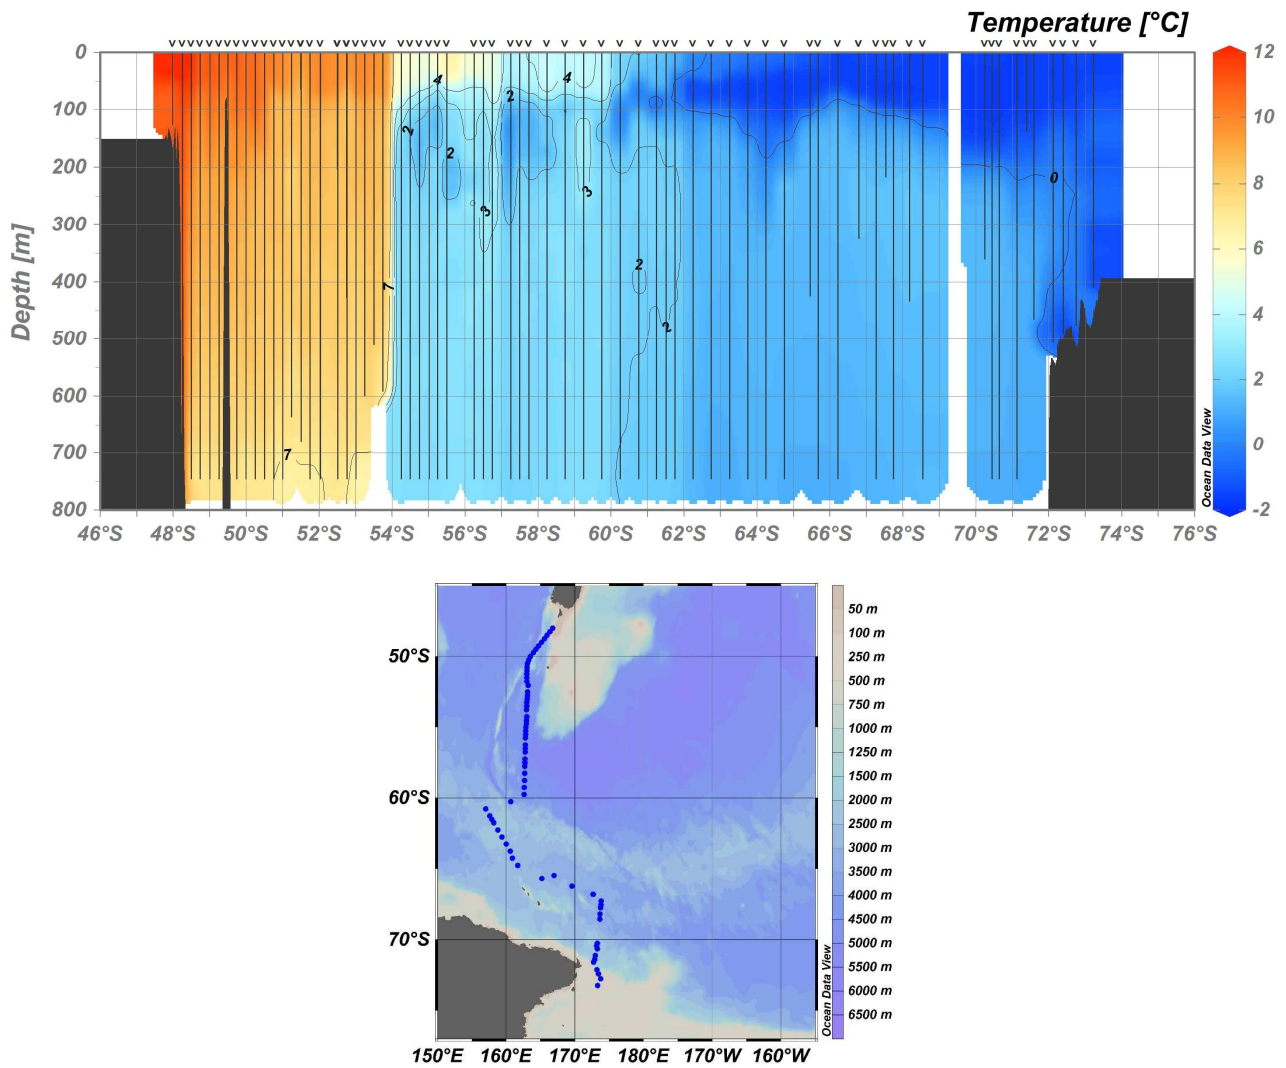 Temperature [°C]
v v v v v v v v v v v v v v v v v v v v v v v v v v v v v v v v v v v v v v v v v v v v v v v v v v v v v v v v v v v v v v v v v v v
0
100
200
300
400
500
600
700
800
Depth [m]
4
4
2
2
2
3
3
0
7
2
2
7
12
10
8
6
4
2
0
-2
Ocean Data View
46°S 48°S 50°S 52°S 54°S 56°S 58°S 60°S 62°S 64°S 66°S 68°S 70°S 72°S 74°S 76°S
50°S
60°S
70°S
150°E 160°E 170°E 180°E 170°W 160°W
Ocean Data View
50 m
100 m
250 m
500 m
750 m
1000 m
1250 m
1500 m
2000 m
2500 m
3000 m
3500 m
4000 m
4500 m
5000 m
5500 m
6000 m
6500 m